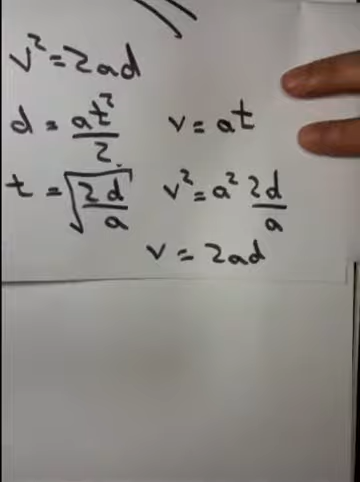 v² = 2ad
d = at²/2
v = at
t = √(2d/a)
v² = a² 2d/a
v = 2ad